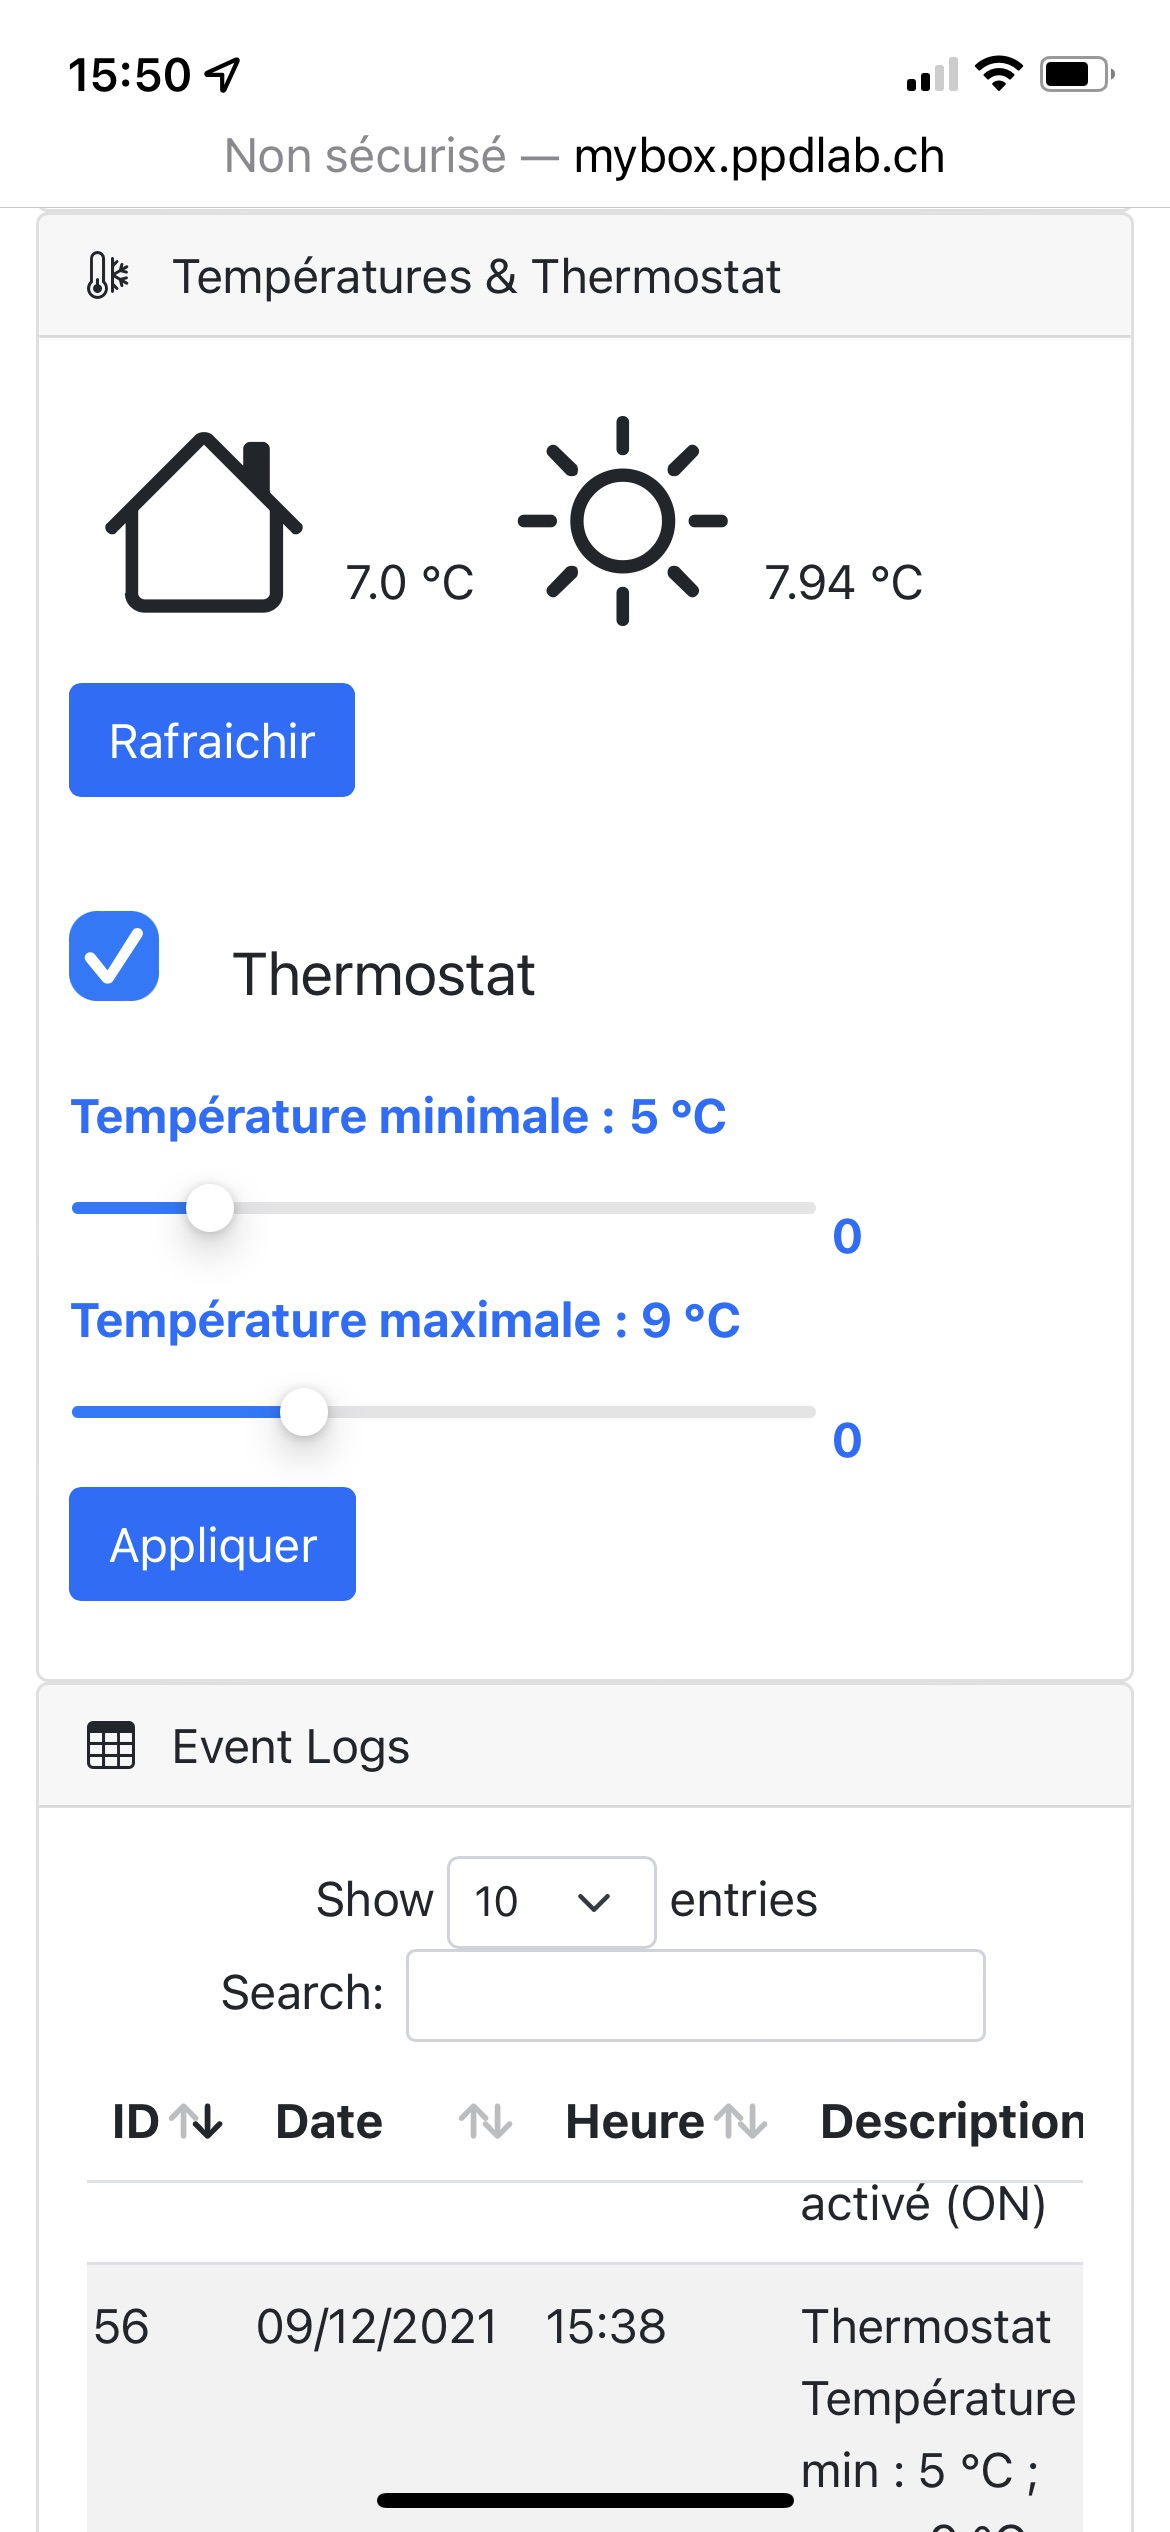 15:50
Non sécurisé — mybox.ppdlab.ch
Températures & Thermostat
7.0 °C 7.94 °C
Rafraichir
Thermostat
Température minimale : 5 °C
0
Température maximale : 9 °C
0
Appliquer
Event Logs
Show 10 entries
Search:
ID Date Heure Description
activé (ON)
56 09/12/2021 15:38 Thermostat
Température
min : 5 °C ;